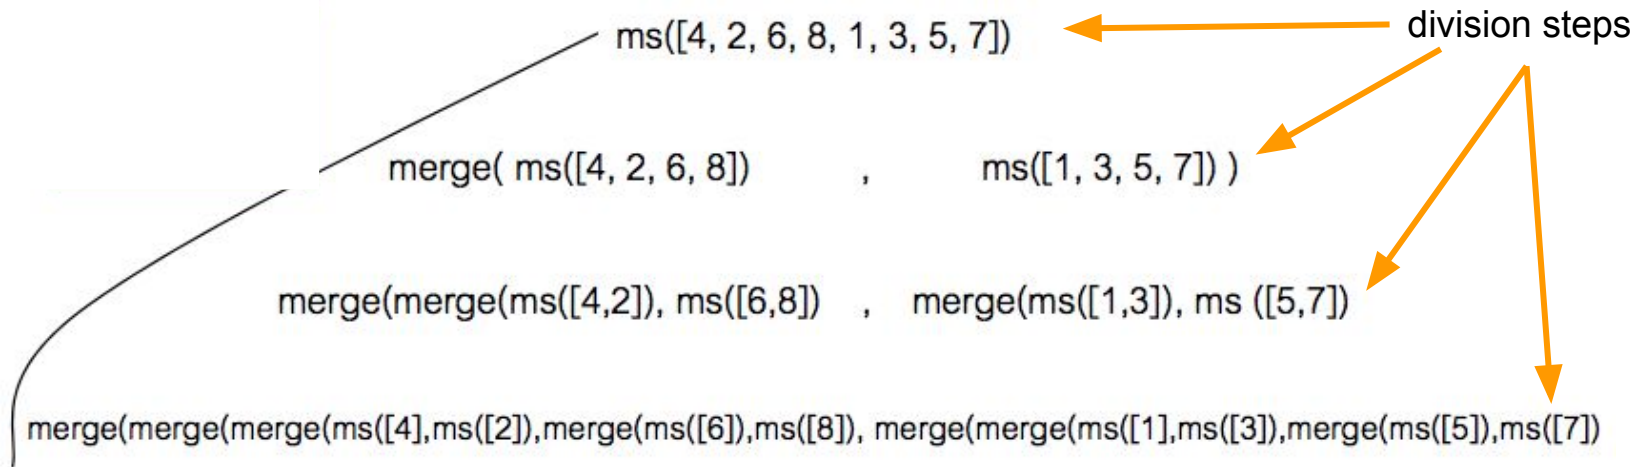 ms([4, 2, 6, 8, 1, 3, 5, 7])
division steps
merge( ms([4, 2, 6, 8]) , ms([1, 3, 5, 7]) )
merge(merge(ms([4,2]), ms([6,8]) , merge(ms([1,3]), ms ([5,7])
merge(merge(merge(ms([4],ms([2]),merge(ms([6]),ms([8]), merge(merge(ms([1],ms([3]),merge(ms([5]),ms([7])